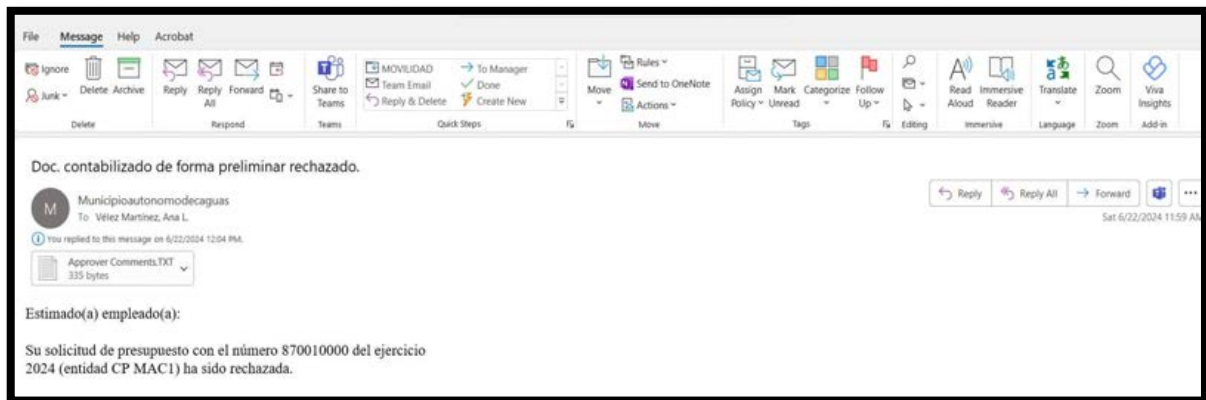 File Message Help Acrobat
Ignore
Junk
Delete
Archive
Reply
Reply All
Forward
Share to Teams
MOVILIDAD
To Manager
Team Email
Done
Reply & Delete
Create New
Move
Rules
Send to OneNote
Actions
Assign Policy
Mark Unread
Categorize
Follow Up
Read Aloud
Immersive Reader
Translate
Zoom
Viva Insights
Delete
Respond
Teams
Quick Steps
Move
Tags
Editing
Immersive
Language
Zoom
Add-in
Doc. contabilizado de forma preliminar rechazado.
M
Municipioautonomodecaguas
To Vélez Martínez, Ana L.
Reply
Reply All
Forward
Sat 6/22/2024 11:59 AM
You replied to this message on 6/22/2024 12:04 PM.
Approver Comments.TXT
335 bytes
Estimado(a) empleado(a):
Su solicitud de presupuesto con el número 870010000 del ejercicio
2024 (entidad CP MAC1) ha sido rechazada.